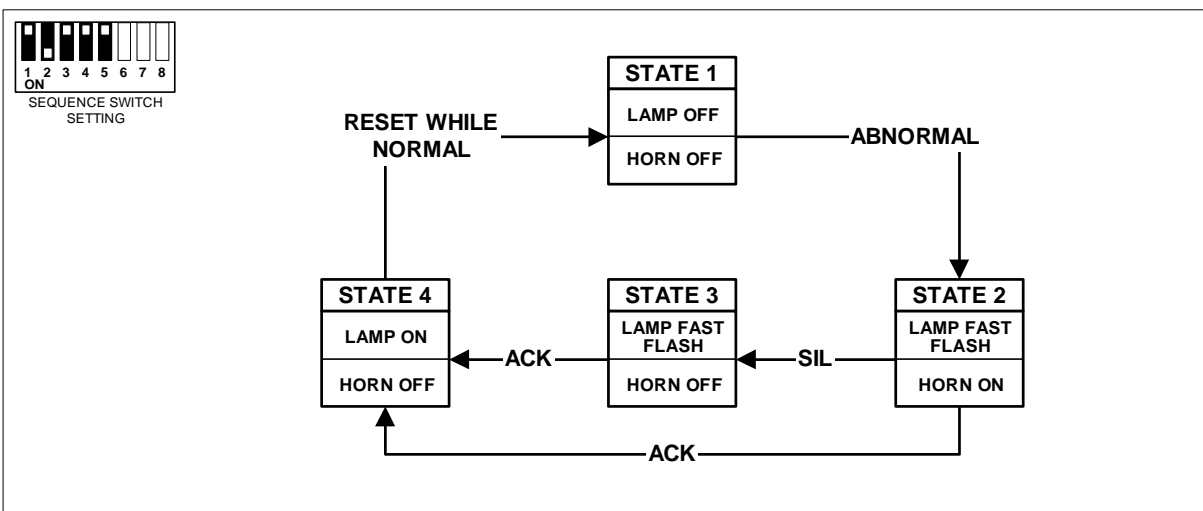 1 2 3 4 5 6 7 8
ON
SEQUENCE SWITCH
SETTING
STATE 1
LAMP OFF
HORN OFF
RESET WHILE
NORMAL
ABNORMAL
STATE 4
LAMP ON
HORN OFF
ACK
STATE 3
LAMP FAST
FLASH
HORN OFF
SIL
STATE 2
LAMP FAST
FLASH
HORN ON
ACK